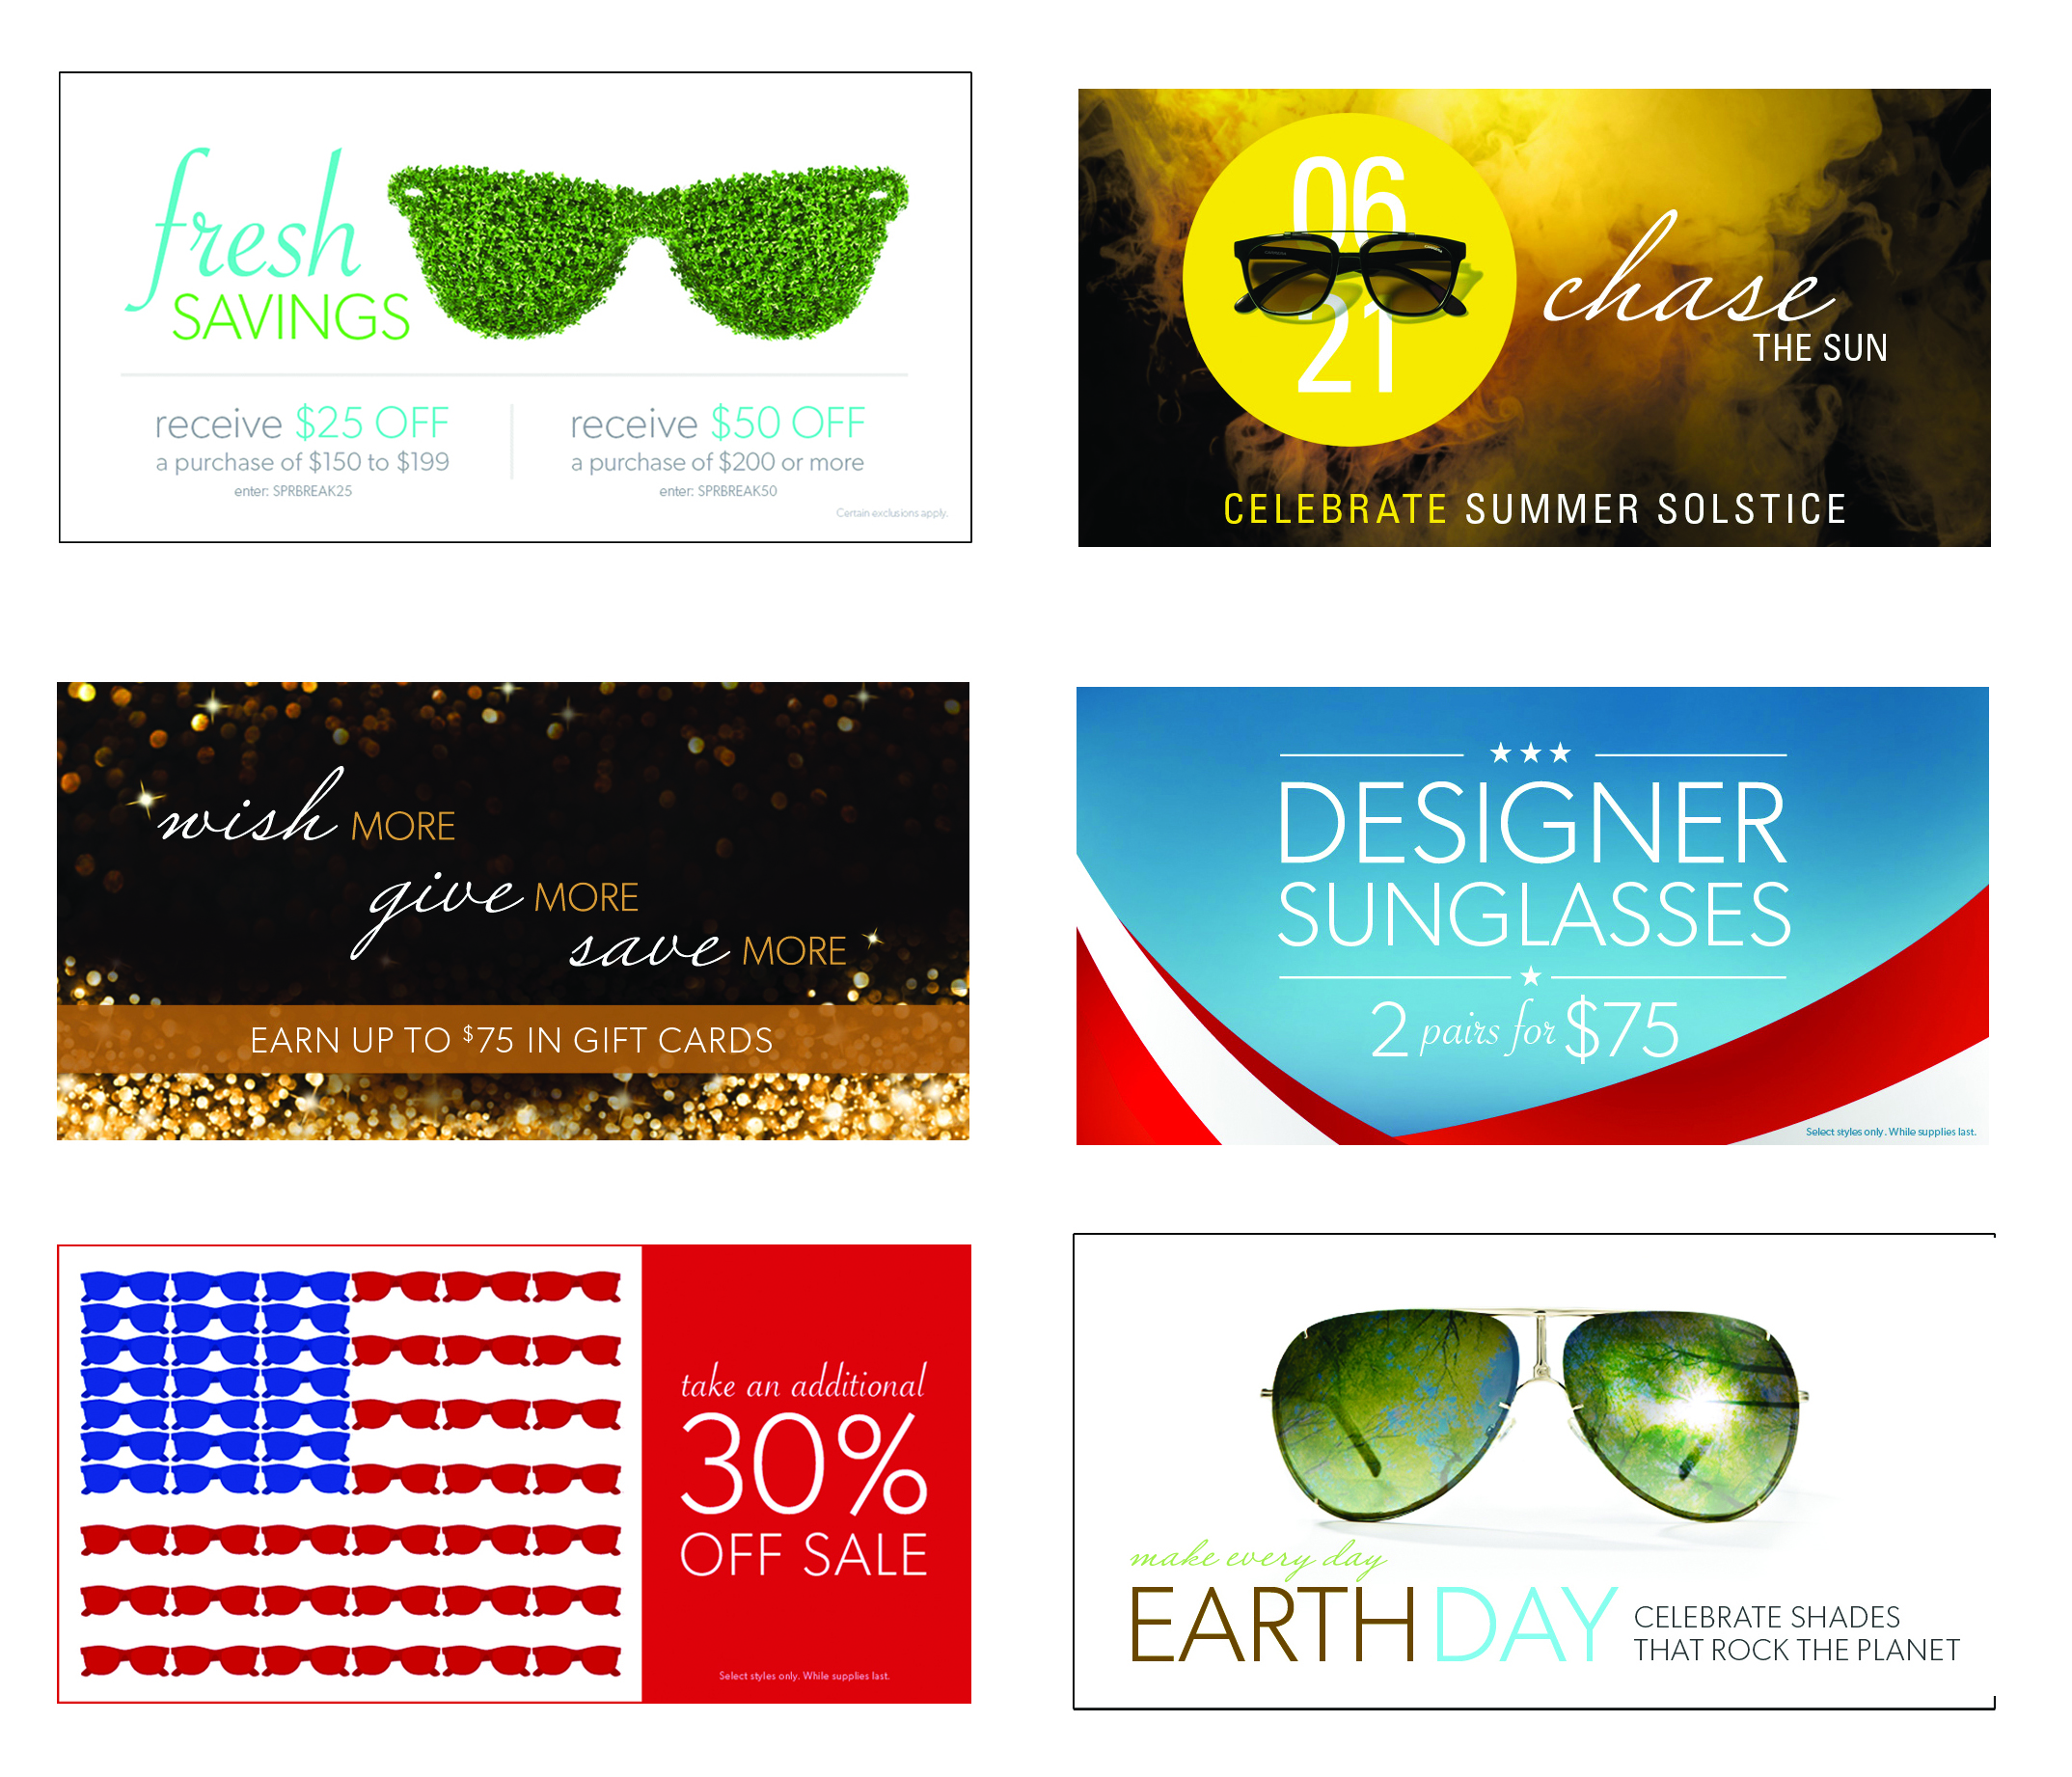 fresh
SAVINGS
receive $25 OFF
a purchase of $150 to $199
enter: SPRBREAK25
receive $50 OFF
a purchase of $200 or more
enter: SPRBREAK50
Certain exclusions apply.
06
21
chase
THE SUN
CELEBRATE SUMMER SOLSTICE
wish MORE
give MORE
save MORE
EARN UP TO $75 IN GIFT CARDS
DESIGNER
SUNGLASSES
2 pairs for $75
Select styles only. While supplies last.
take an additional
30%
OFF SALE
Select styles only. While supplies last.
make every day
EARTH DAY
CELEBRATE SHADES
THAT ROCK THE PLANET